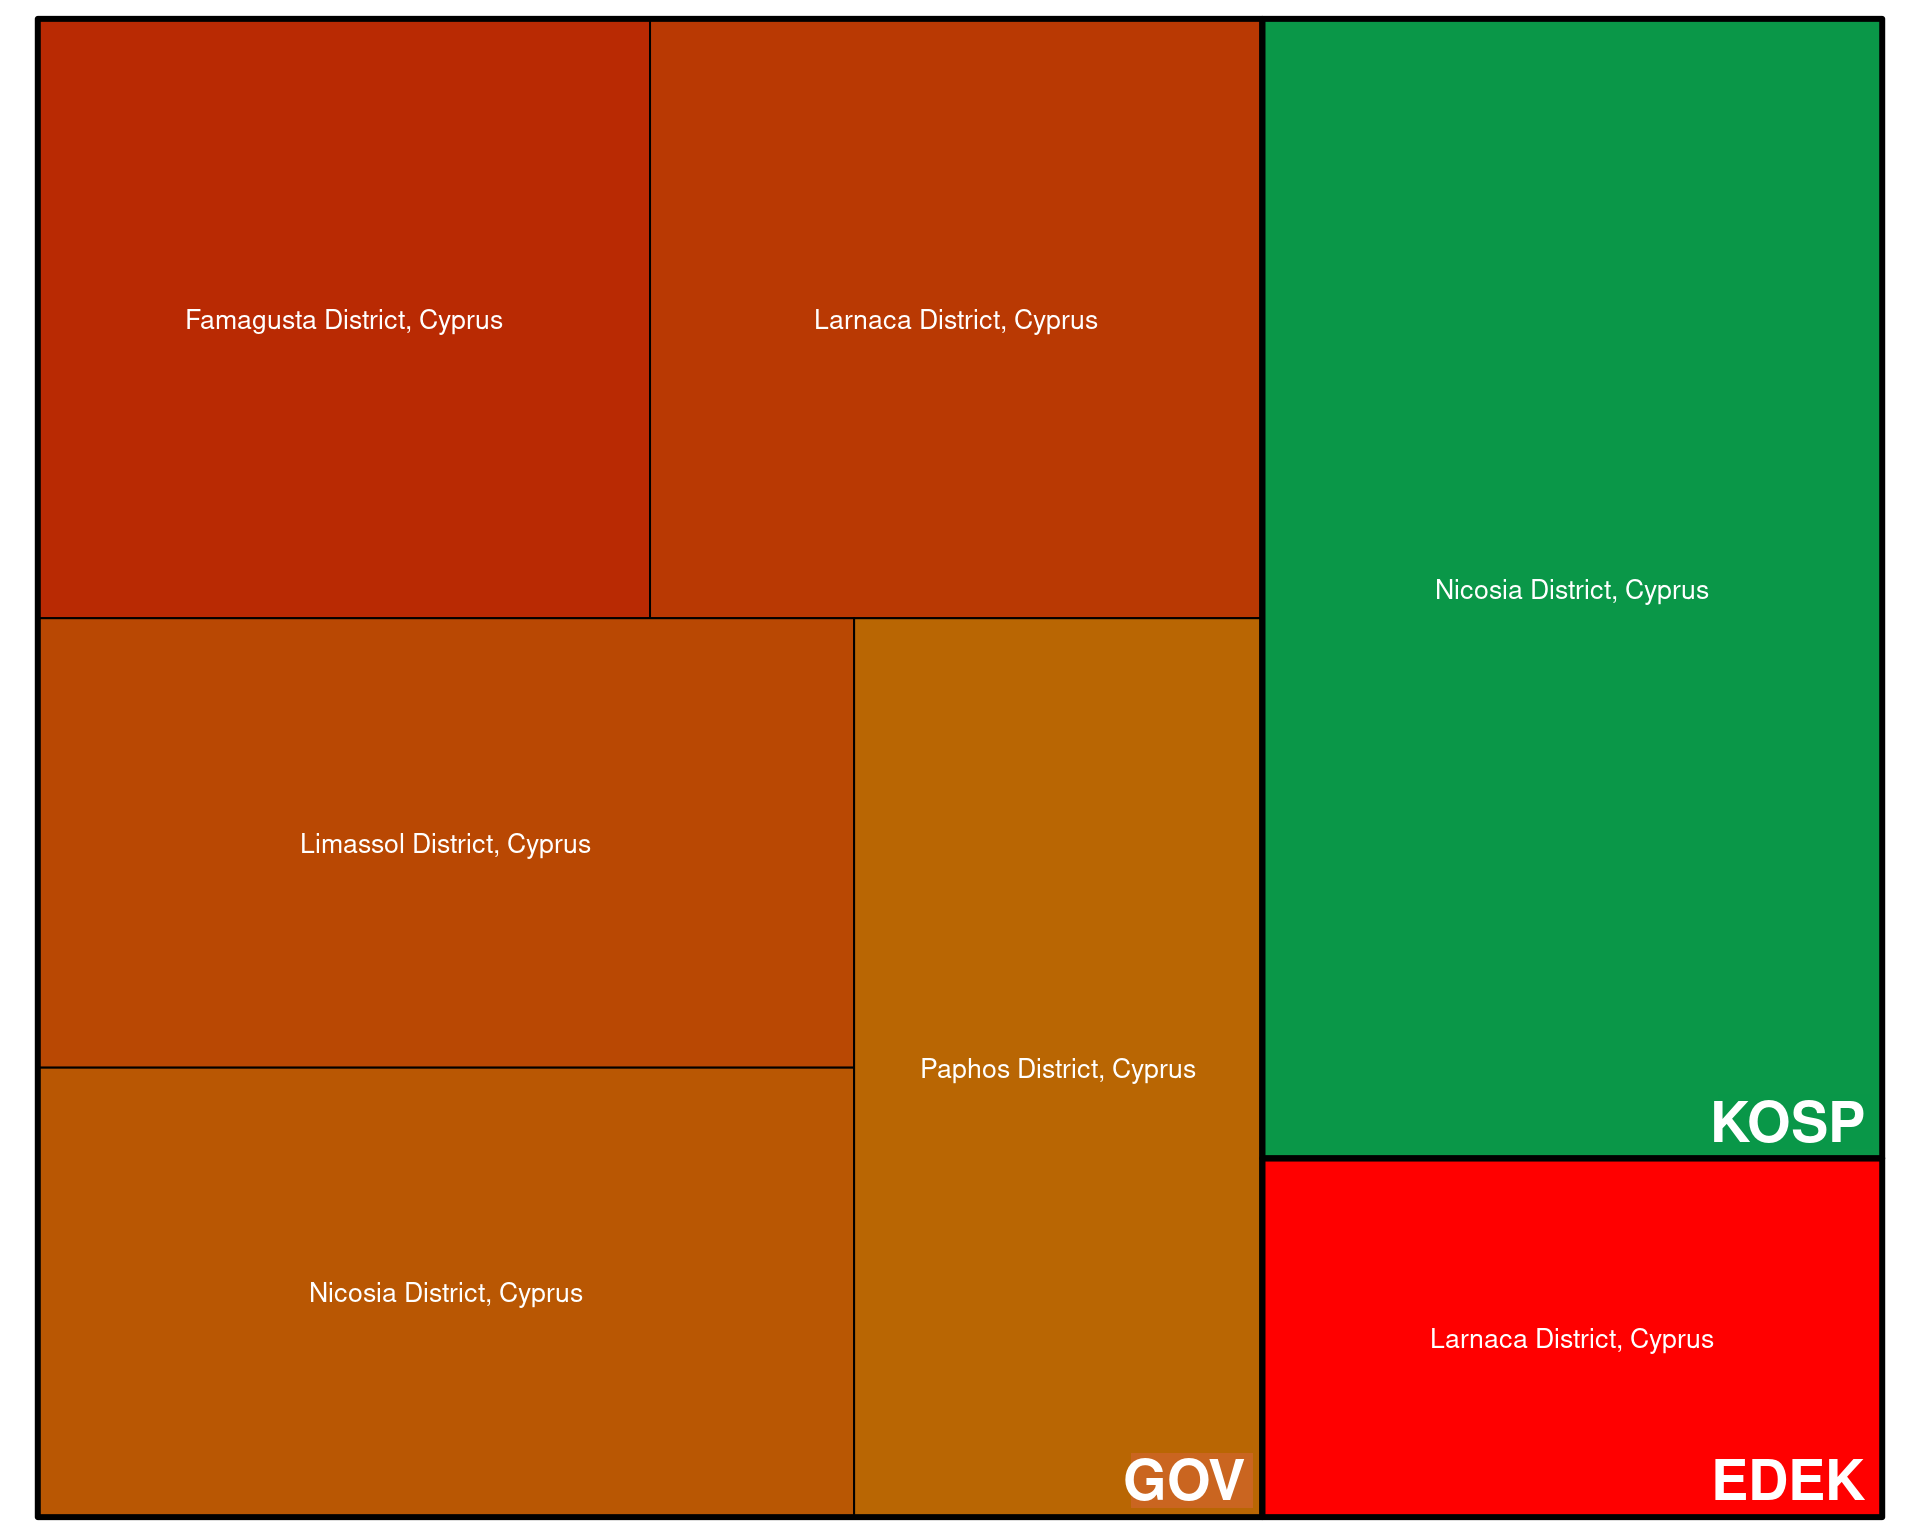 Famagusta District, Cyprus
Larnaca District, Cyprus
Limassol District, Cyprus
Nicosia District, Cyprus
Paphos District, Cyprus
GOV
Nicosia District, Cyprus
KOSP
Larnaca District, Cyprus
EDEK